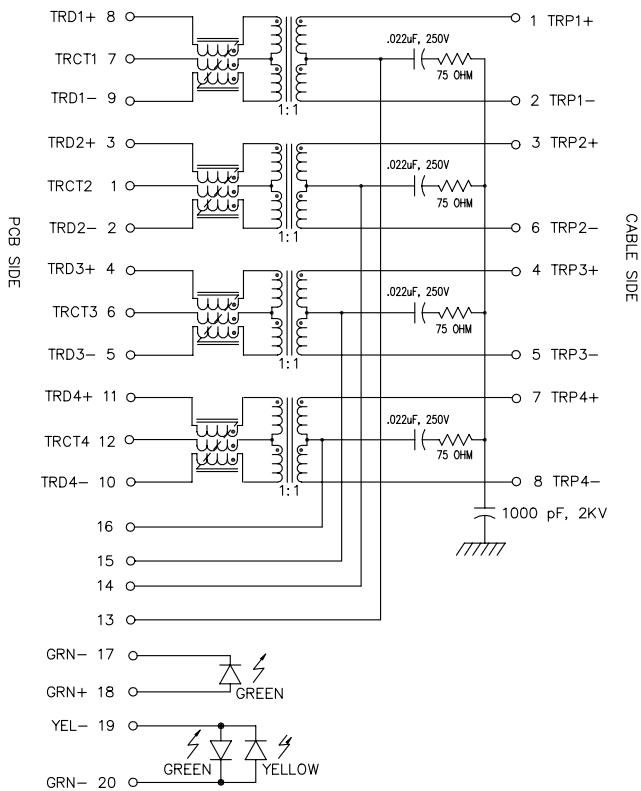 TRD1+ 8
1 TRP1+
.022uF, 250V
TRCT1 7
75 OHM
TRD1- 9
2 TRP1-
1:1
TRD2+ 3
3 TRP2+
.022uF, 250V
TRCT2 1
75 OHM
TRD2- 2
6 TRP2-
1:1
PCB SIDE
CABLE SIDE
TRD3+ 4
4 TRP3+
.022uF, 250V
TRCT3 6
75 OHM
TRD3- 5
5 TRP3-
1:1
TRD4+ 11
7 TRP4+
.022uF, 250V
TRCT4 12
75 OHM
TRD4- 10
8 TRP4-
1:1
1000 pF, 2KV
16
15
14
13
GRN- 17
GRN+ 18
GREEN
YEL- 19
GREEN
YELLOW
GRN- 20